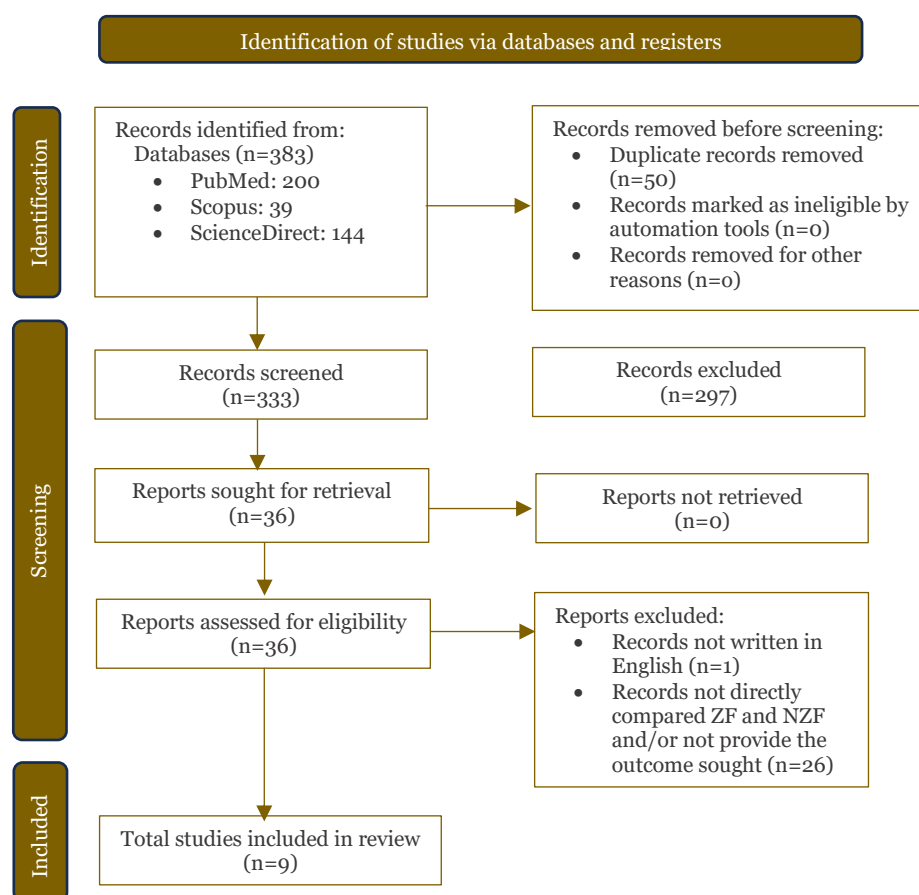 Identification of studies via databases and registers
Identification
Records identified from:
Databases (n=383)
• PubMed: 200
• Scopus: 39
• ScienceDirect: 144
Records removed before screening:
• Duplicate records removed
(n=50)
• Records marked as ineligible by
automation tools (n=0)
• Records removed for other
reasons (n=0)
Screening
Records screened
(n=333)
Records excluded
(n=297)
Reports sought for retrieval
(n=36)
Reports not retrieved
(n=0)
Reports assessed for eligibility
(n=36)
Reports excluded:
• Records not written in
English (n=1)
• Records not directly
compared ZF and NZF
and/or not provide the
outcome sought (n=26)
Included
Total studies included in review
(n=9)